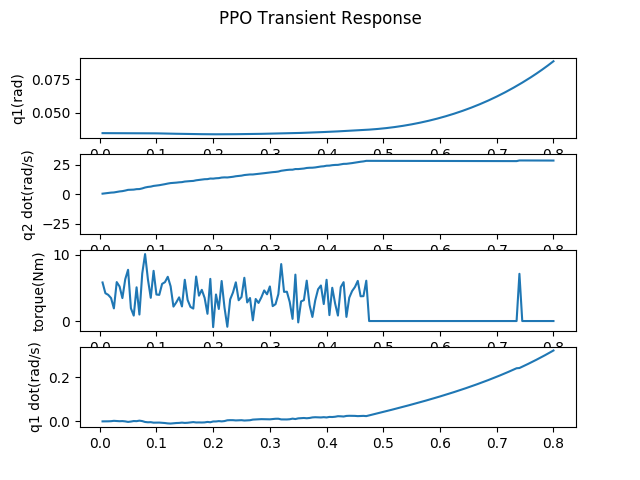 PPO Transient Response
q1(rad)
0.075
0.050
0.0 0.1 0.2 0.3 0.4 0.5 0.6 0.7 0.8
q2 dot(rad/s)
25
0
−25
0.0 0.1 0.2 0.3 0.4 0.5 0.6 0.7 0.8
torque(Nm)
10
0
0.0 0.1 0.2 0.3 0.4 0.5 0.6 0.7 0.8
q1 dot(rad/s)
0.2
0.0
0.0 0.1 0.2 0.3 0.4 0.5 0.6 0.7 0.8